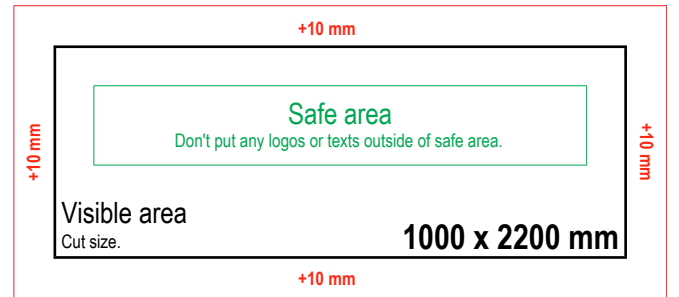 +10 mm
Safe area
Don't put any logos or texts outside of safe area.
+10 mm
+10 mm
Visible area
Cut size.
1000 x 2200 mm
+10 mm